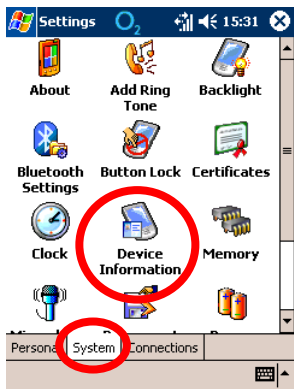 Settings O2 15:31
About Add Ring Backlight
Tone
Bluetooth Button Lock Certificates
Settings
Clock Device Memory
Information
Persona System Connections